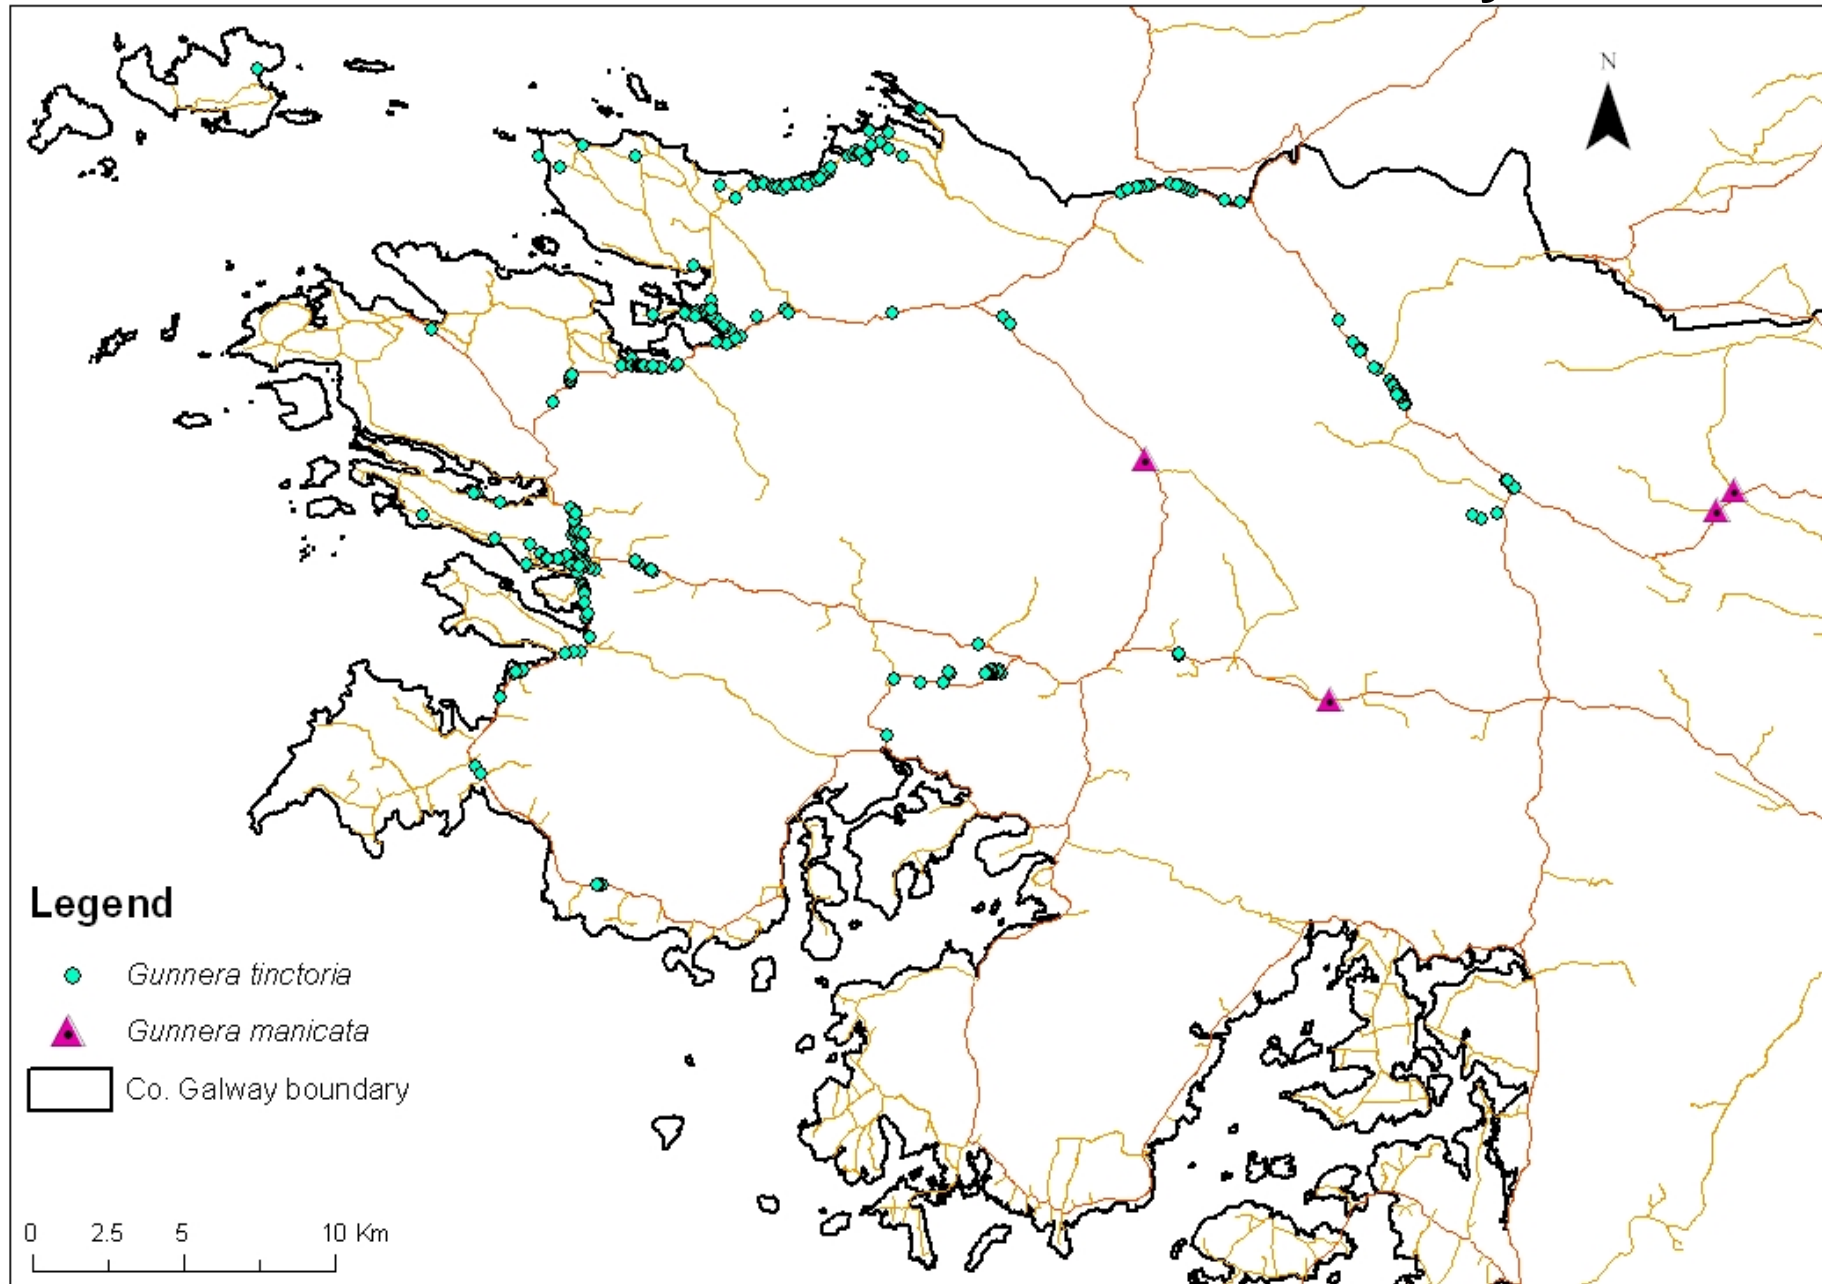 N
Legend
Gunnera tinctoria
Gunnera manicata
Co. Galway boundary
0 2.5 5 10 Km